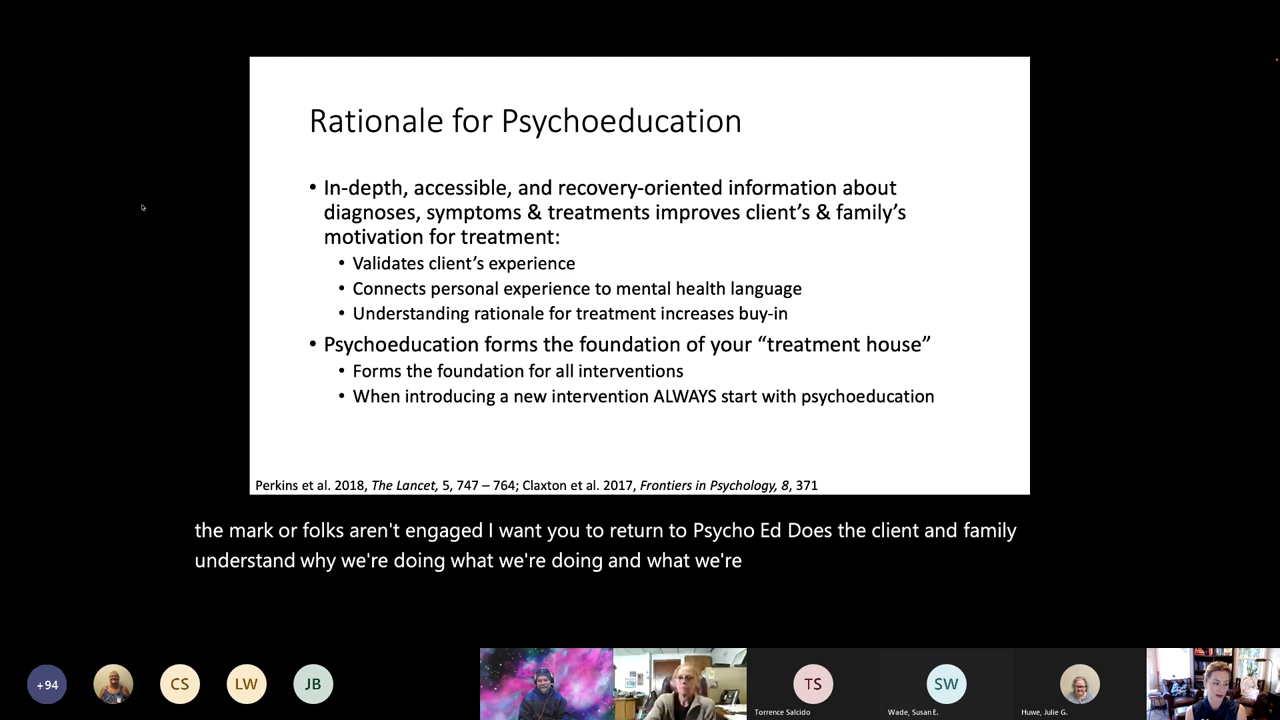 Rationale for Psychoeducation
• In-depth, accessible, and recovery-oriented information about
diagnoses, symptoms & treatments improves client's & family's
motivation for treatment:
• Validates client's experience
• Connects personal experience to mental health language
• Understanding rationale for treatment increases buy-in
• Psychoeducation forms the foundation of your “treatment house”
• Forms the foundation for all interventions
• When introducing a new intervention ALWAYS start with psychoeducation
Perkins et al. 2018, The Lancet, 5, 747 – 764; Claxton et al. 2017, Frontiers in Psychology, 8, 371
the mark or folks aren't engaged I want you to return to Psycho Ed Does the client and family
understand why we're doing what we're doing and what we're
+94
CS
LW
JB
TS
SW
Torrence Salcido
Wade, Susan E.
Huwe, Julie G.